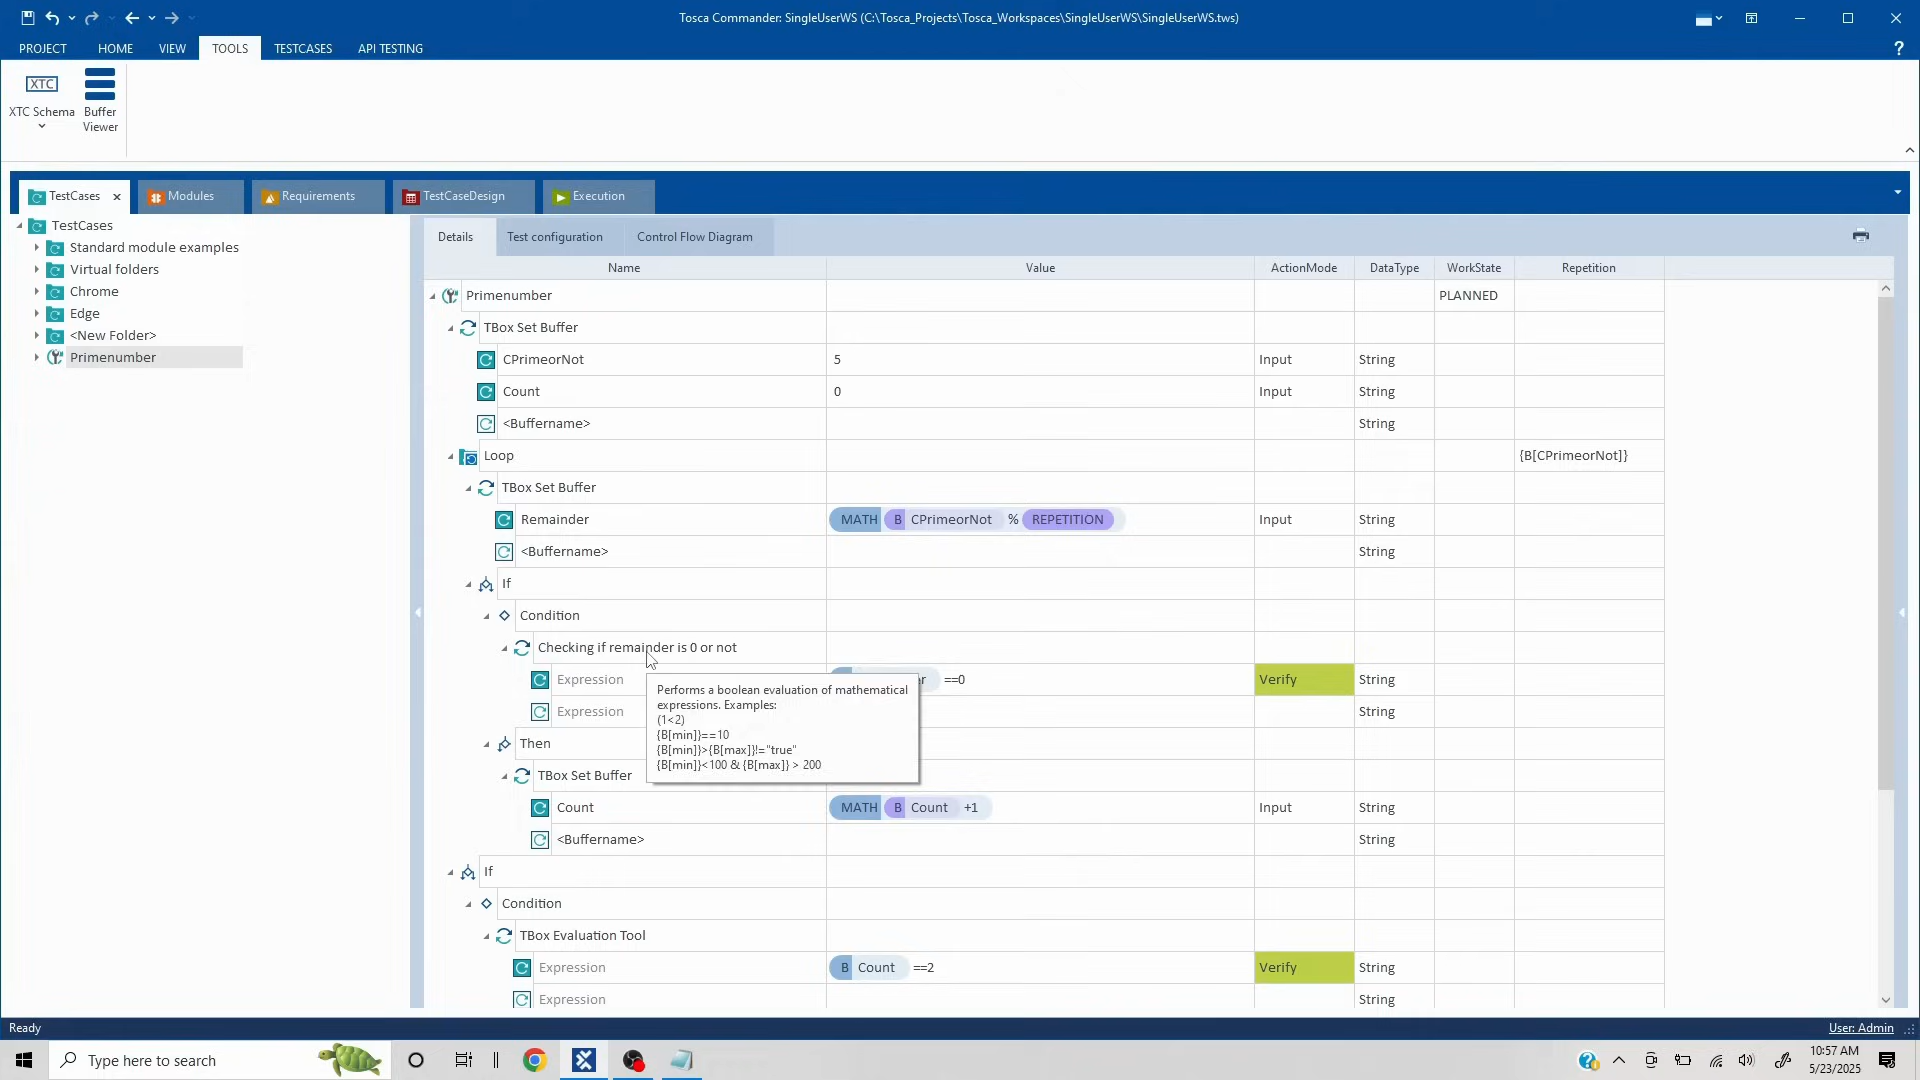 Tosca Commander: SingleUserWS (C:\Tosca_Projects\Tosca_Workspaces\SingleUserWS\SingleUserWS.tws)
PROJECT HOME VIEW TOOLS TESTCASES API TESTING
?
XTC
XTC Schema
Buffer
Viewer
TestCases
Modules
Requirements
TestCaseDesign
Execution
TestCases
Standard module examples
Virtual folders
Chrome
Edge
<New Folder>
Primenumber
Details Test configuration Control Flow Diagram
Name Value ActionMode DataType WorkState Repetition
Primenumber PLANNED
TBox Set Buffer
CPrimeorNot 5 Input String
Count 0 Input String
<Buffername> String
Loop {B[CPrimeorNot]}
TBox Set Buffer
Remainder MATH B CPrimeorNot % REPETITION Input String
<Buffername> String
If
Condition
Checking if remainder is 0 or not
Expression ==0 Verify String
Expression String
Performs a boolean evaluation of mathematical
expressions. Examples:
(1<2)
{B[min]}==10
{B[min]}>{B[max]}!="true"
{B[min]}<100 & {B[max]} > 200
Then
TBox Set Buffer
Count MATH B Count +1 Input String
<Buffername> String
If
Condition
TBox Evaluation Tool
Expression B Count ==2 Verify String
Expression String
Ready User: Admin
Type here to search
10:57 AM
5/23/2025